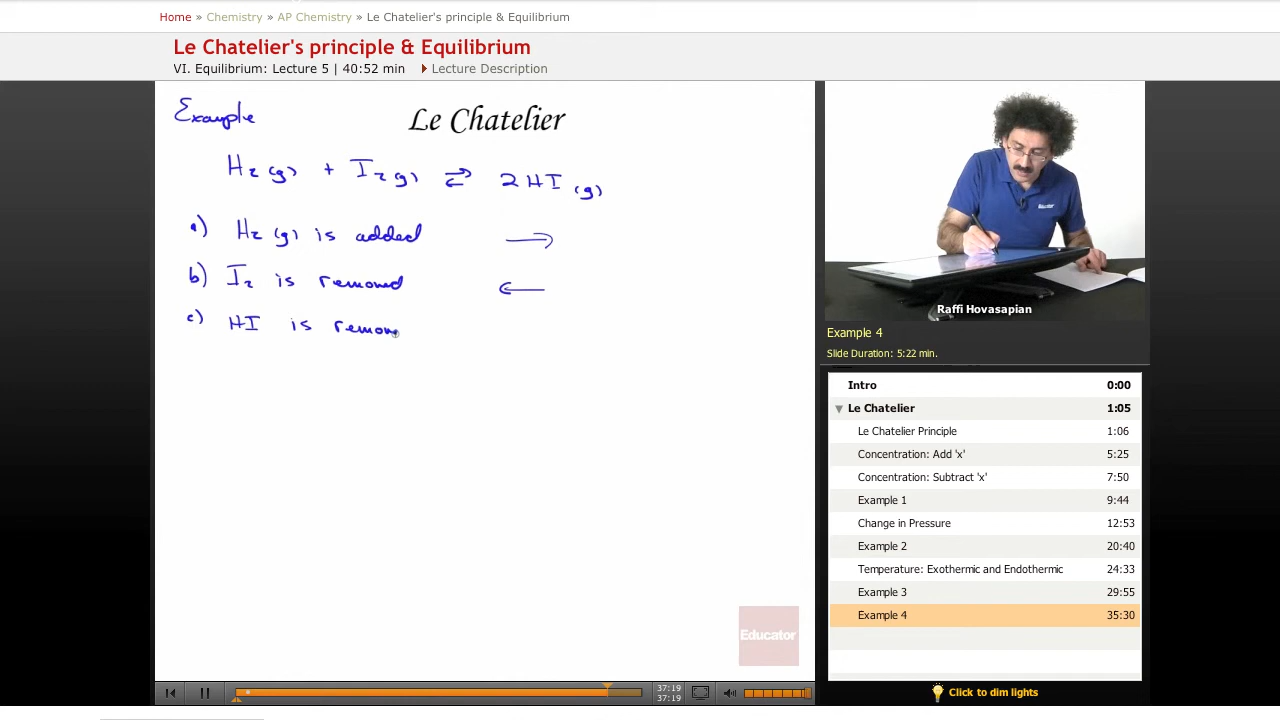 Home » Chemistry » AP Chemistry » Le Chatelier's principle & Equilibrium
Le Chatelier's principle & Equilibrium
VI. Equilibrium: Lecture 5 | 40:52 min Lecture Description
Example
Le Chatelier
H₂(g) + I₂(g) ⇌ 2HI(g)
a) H₂(g) is added →
b) I₂ is removed ←
c) HI is remov
Educator
Educator
Raffi Hovasapian
Example 4
Slide Duration: 5:22 min.
Intro 0:00
Le Chatelier 1:05
Le Chatelier Principle 1:06
Concentration: Add 'x' 5:25
Concentration: Subtract 'x' 7:50
Example 1 9:44
Change in Pressure 12:53
Example 2 20:40
Temperature: Exothermic and Endothermic 24:33
Example 3 29:55
Example 4 35:30
37:19
37:19
Click to dim lights